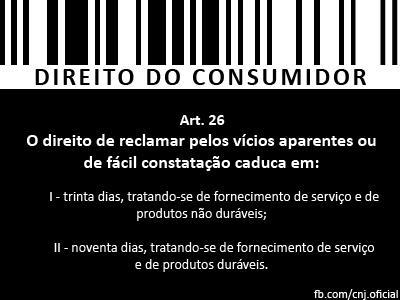 DIREITO DO CONSUMIDOR
Art. 26
O direito de reclamar pelos vícios aparentes ou
de fácil constatação caduca em:
I - trinta dias, tratando-se de fornecimento de serviço e de
produtos não duráveis;
II - noventa dias, tratando-se de fornecimento de serviço
e de produtos duráveis.
fb.com/cnj.oficial